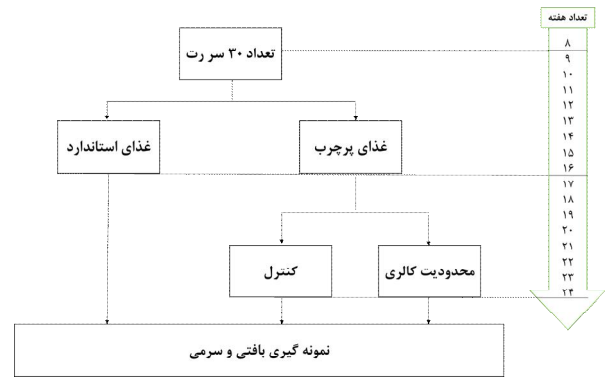 تعداد هفته
تعداد ۳۰ سر رت
غذای استاندارد
غذای پرچرب
کنترل
محدودیت کالری
نمونه گیری بافتی و سرمی
۸
۹
۱۰
۱۱
۱۲
۱۳
۱۴
۱۵
۱۶
۱۷
۱۸
۱۹
۲۰
۲۱
۲۲
۲۳
۲۴